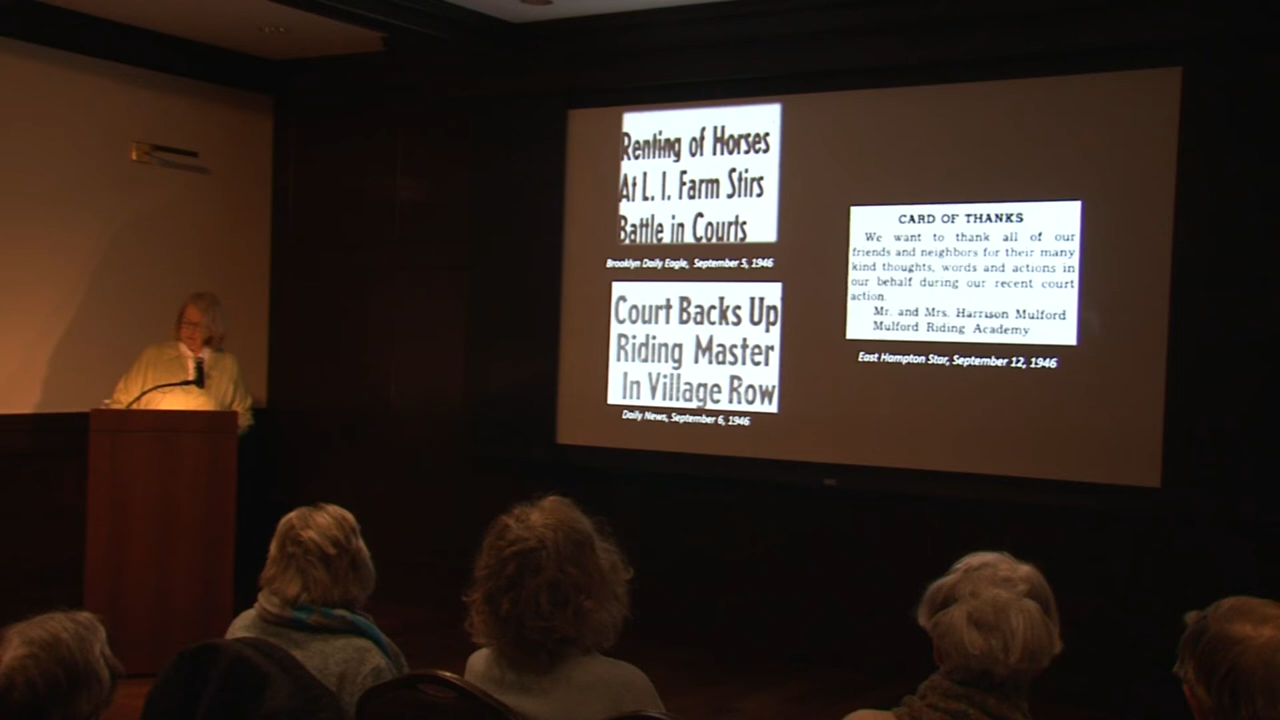 Renting of Horses
At L. I. Farm Stirs
Battle in Courts
Brooklyn Daily Eagle, September 5, 1946
Court Backs Up
Riding Master
In Village Row
Daily News, September 6, 1946
CARD OF THANKS
We want to thank all of our
friends and neighbors for their many
kind thoughts, words and actions in
our behalf during our recent court
action.
Mr. and Mrs. Harrison Mulford
Mulford Riding Academy
East Hampton Star, September 12, 1946